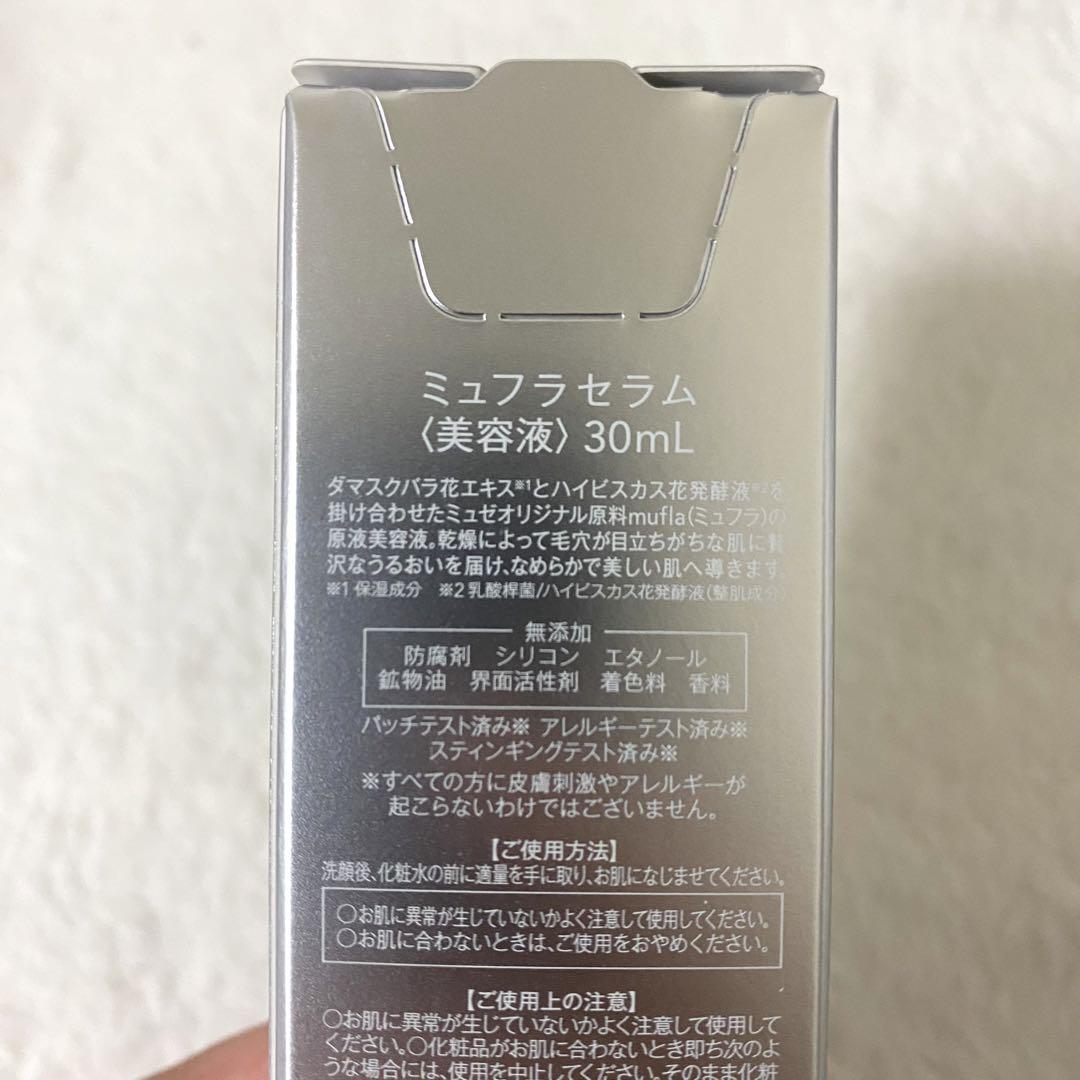 ミュフラ セラム
〈美容液〉 30mL
ダマスクバラ花エキス※1とハイビスカス花発酵液※2を
掛け合わせたミュゼオリジナル原料mufla(ミュフラ)の
原液美容液。乾燥によって毛穴が目立ちがちな肌に贅
沢なうるおいを届け、なめらかで美しい肌へ導きます。
※1 保湿成分 ※2 乳酸桿菌/ハイビスカス花発酵液(整肌成分)
無添加
防腐剤 シリコン エタノール
鉱物油 界面活性剤 着色料 香料
パッチテスト済み※ アレルギーテスト済み※
スティンギングテスト済み※
※すべての方に皮膚刺激やアレルギーが
起こらないわけではございません。
【ご使用方法】
洗顔後、化粧水の前に適量を手に取り、お肌になじませてください。
○お肌に異常が生じていないかよく注意して使用してください。
○お肌に合わないときは、ご使用をおやめください。
【ご使用上の注意】
○お肌に異常が生じていないかよく注意して使用して
ください。○化粧品がお肌に合わないとき即ち次のよ
うな場合には、使用を中止してください。そのまま化粧